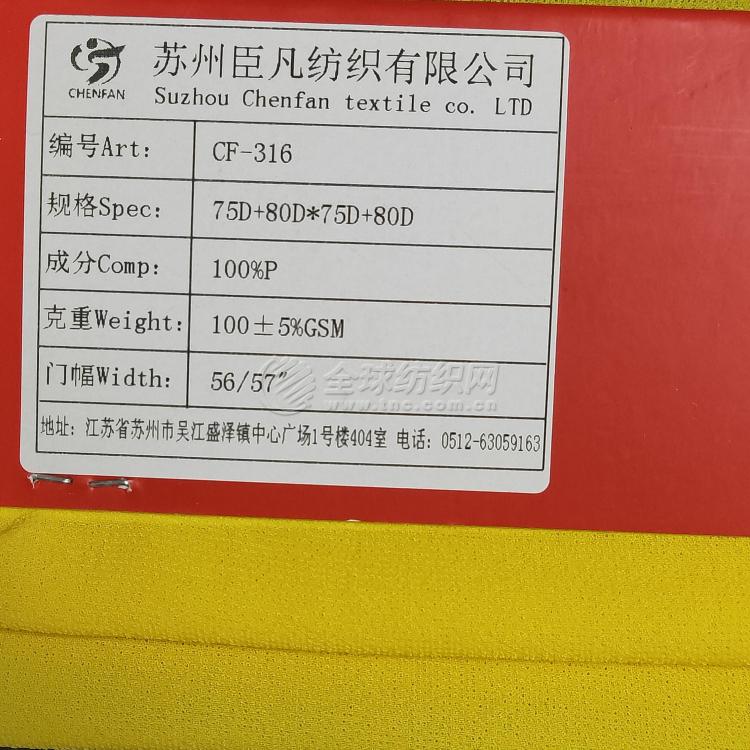 CHENFAN
苏州臣凡纺织有限公司
Suzhou Chenfan textile co. LTD
编号Art: CF-316
规格Spec: 75D+80D*75D+80D
成分Comp: 100%P
克重Weight: 100±5%GSM
门幅Width: 56/57"
全球纺织网
www.tnc.com.cn
地址: 江苏省苏州市吴江盛泽镇中心广场1号楼404室 电话: 0512-63059163